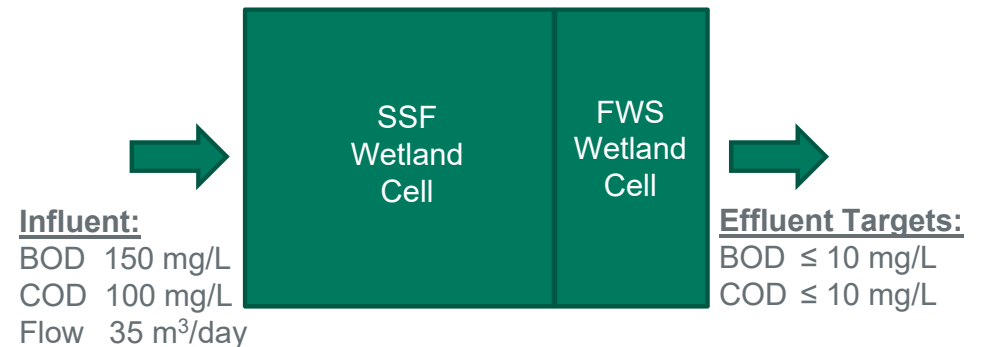 SSF
Wetland
Cell
FWS
Wetland
Cell
Influent:
BOD 150 mg/L
COD 100 mg/L
Flow 35 m³/day
Effluent Targets:
BOD ≤ 10 mg/L
COD ≤ 10 mg/L